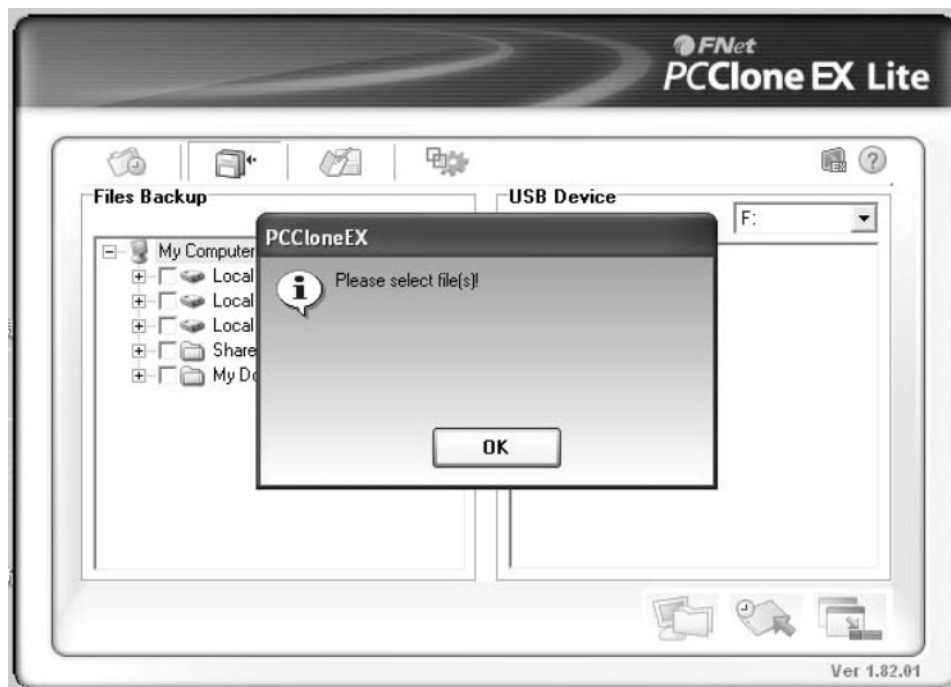 FNet
PCClone EX Lite
Files Backup
USB Device
F:
My Computer
Local
Local
Local
Share
My Do
PCCloneEX
Please select file(s)!
OK
EX
?
Ver 1.82.01